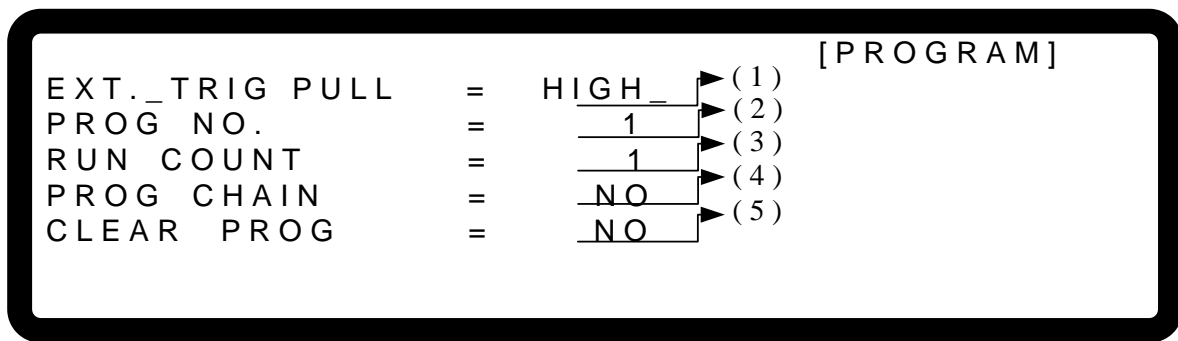 [PROGRAM]
EXT._TRIG PULL = HIGH_ (1)
PROG NO. = 1 (2)
RUN COUNT = 1 (3)
PROG CHAIN = NO (4)
CLEAR PROG = NO (5)